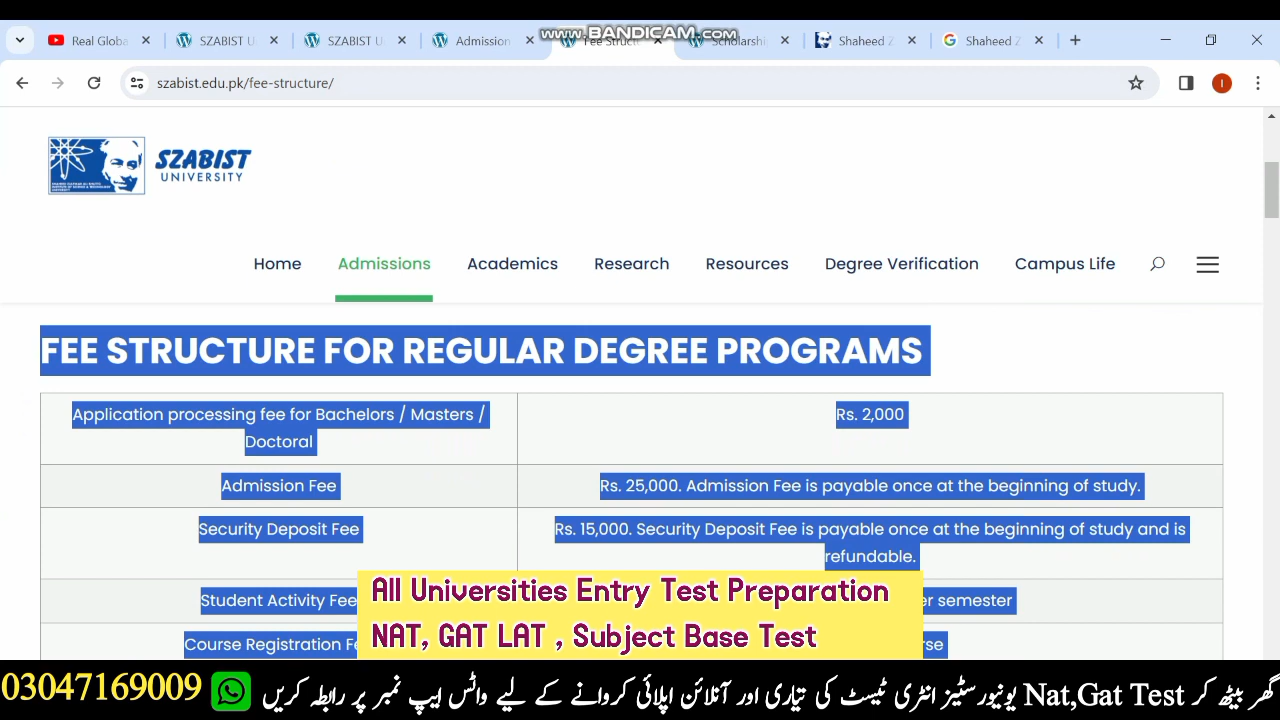 www.BANDICAM.com
Real Globa
SZABIST U
SZABIST U
Admission
Fee Struct
Scholarshi
Shaheed Z
Shaheed Z
szabist.edu.pk/fee-structure/
SZABIST
UNIVERSITY
Home Admissions Academics Research Resources Degree Verification Campus Life
FEE STRUCTURE FOR REGULAR DEGREE PROGRAMS
Application processing fee for Bachelors / Masters /
Doctoral
Rs. 2,000
Admission Fee
Rs. 25,000. Admission Fee is payable once at the beginning of study.
Security Deposit Fee
Rs. 15,000. Security Deposit Fee is payable once at the beginning of study and is
refundable.
Student Activity Fee
semester
Course Registration
All Universities Entry Test Preparation
NAT, GAT LAT , Subject Base Test
03047169009
گھر بیٹھ کر Nat,Gat Test یونیورسٹیز انٹری ٹیسٹ کی تیاری اور آنلائن اپلائی کروانے کے لیے واٹس ایپ نمبر پر رابطہ کریں